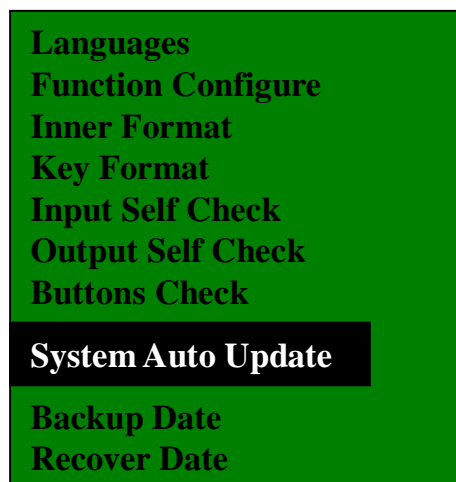 Languages
Function Configure
Inner Format
Key Format
Input Self Check
Output Self Check
Buttons Check
System Auto Update
Backup Date
Recover Date